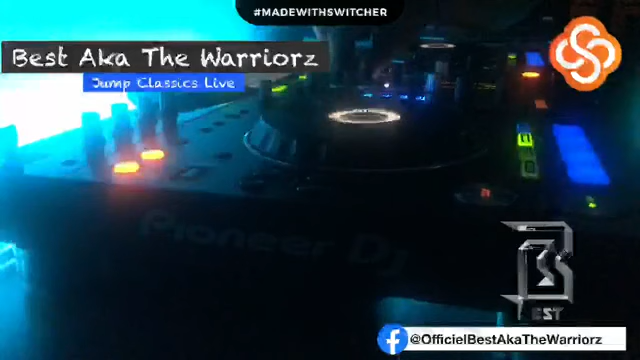 #MADEWITHSWITCHER
Best Aka The Warriorz
Jump Classics Live
Pioneer Dj
EST
@OfficielBestAkaTheWarriorz